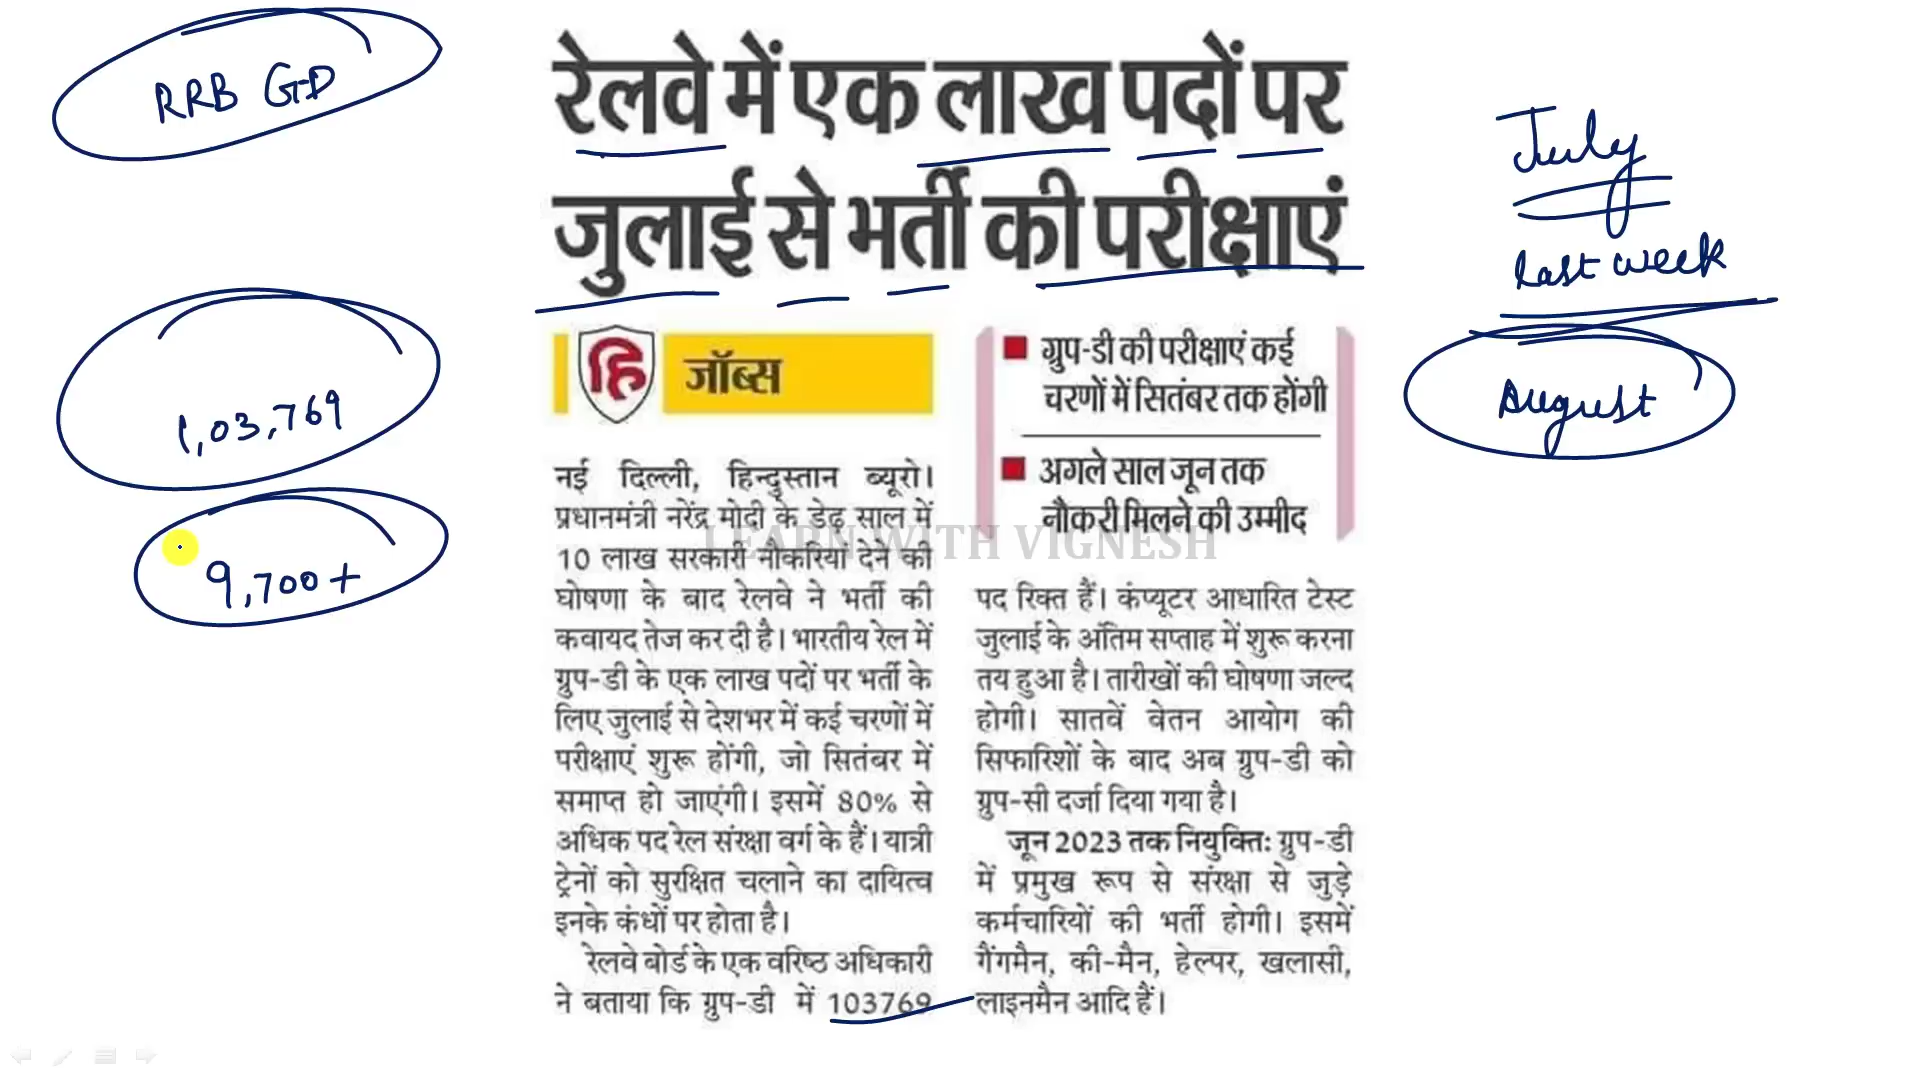 RRB GD
1,03,769
9,700+
रेलवे में एक लाख पदों पर
जुलाई से भर्ती की परीक्षाएं
हि
जॉब्स
नई दिल्ली, हिन्दुस्तान ब्यूरो।
प्रधानमंत्री नरेंद्र मोदी के डेढ़ साल में
10 लाख सरकारी नौकरियां देने की
घोषणा के बाद रेलवे ने भर्ती की
कवायद तेज कर दी है। भारतीय रेल में
ग्रुप-डी के एक लाख पदों पर भर्ती के
लिए जुलाई से देशभर में कई चरणों में
परीक्षाएं शुरू होंगी, जो सितंबर में
समाप्त हो जाएंगी। इसमें 80% से
अधिक पद रेल संरक्षा वर्ग के हैं। यात्री
ट्रेनों को सुरक्षित चलाने का दायित्व
इनके कंधों पर होता है।
रेलवे बोर्ड के एक वरिष्ठ अधिकारी
ने बताया कि ग्रुप-डी में 103769
ग्रुप-डी की परीक्षाएं कई
चरणों में सितंबर तक होंगी
अगले साल जून तक
नौकरी मिलने की उम्मीद
LEARN WITH VIGNESH
पद रिक्त हैं। कंप्यूटर आधारित टेस्ट
जुलाई के अंतिम सप्ताह में शुरू करना
तय हुआ है। तारीखों की घोषणा जल्द
होगी। सातवें वेतन आयोग की
सिफारिशों के बाद अब ग्रुप-डी को
ग्रुप-सी दर्जा दिया गया है।
जून 2023 तक नियुक्ति: ग्रुप-डी
में प्रमुख रूप से संरक्षा से जुड़े
कर्मचारियों की भर्ती होगी। इसमें
गैंगमैन, की-मैन, हेल्पर, खलासी,
लाइनमैन आदि हैं।
July
Last week
August